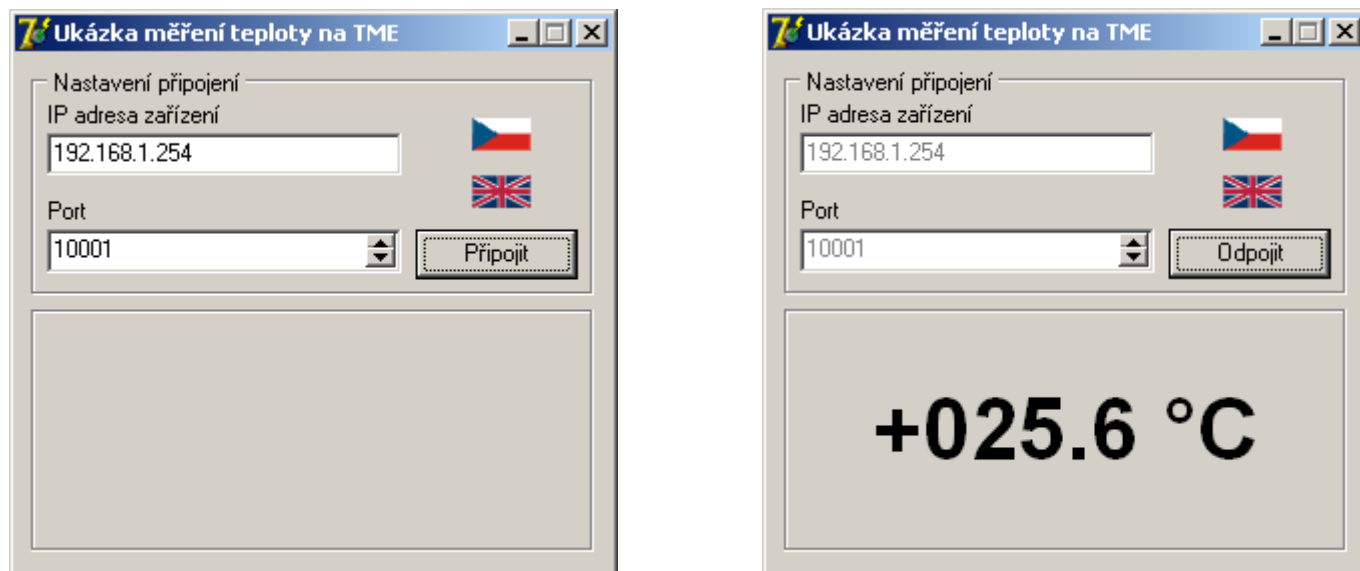 Ukázka měření teploty na TME
Nastavení připojení
IP adresa zařízení
192.168.1.254
Port
10001
Připojit
Ukázka měření teploty na TME
Nastavení připojení
IP adresa zařízení
192.168.1.254
Port
10001
Odpojit
+025.6 °C